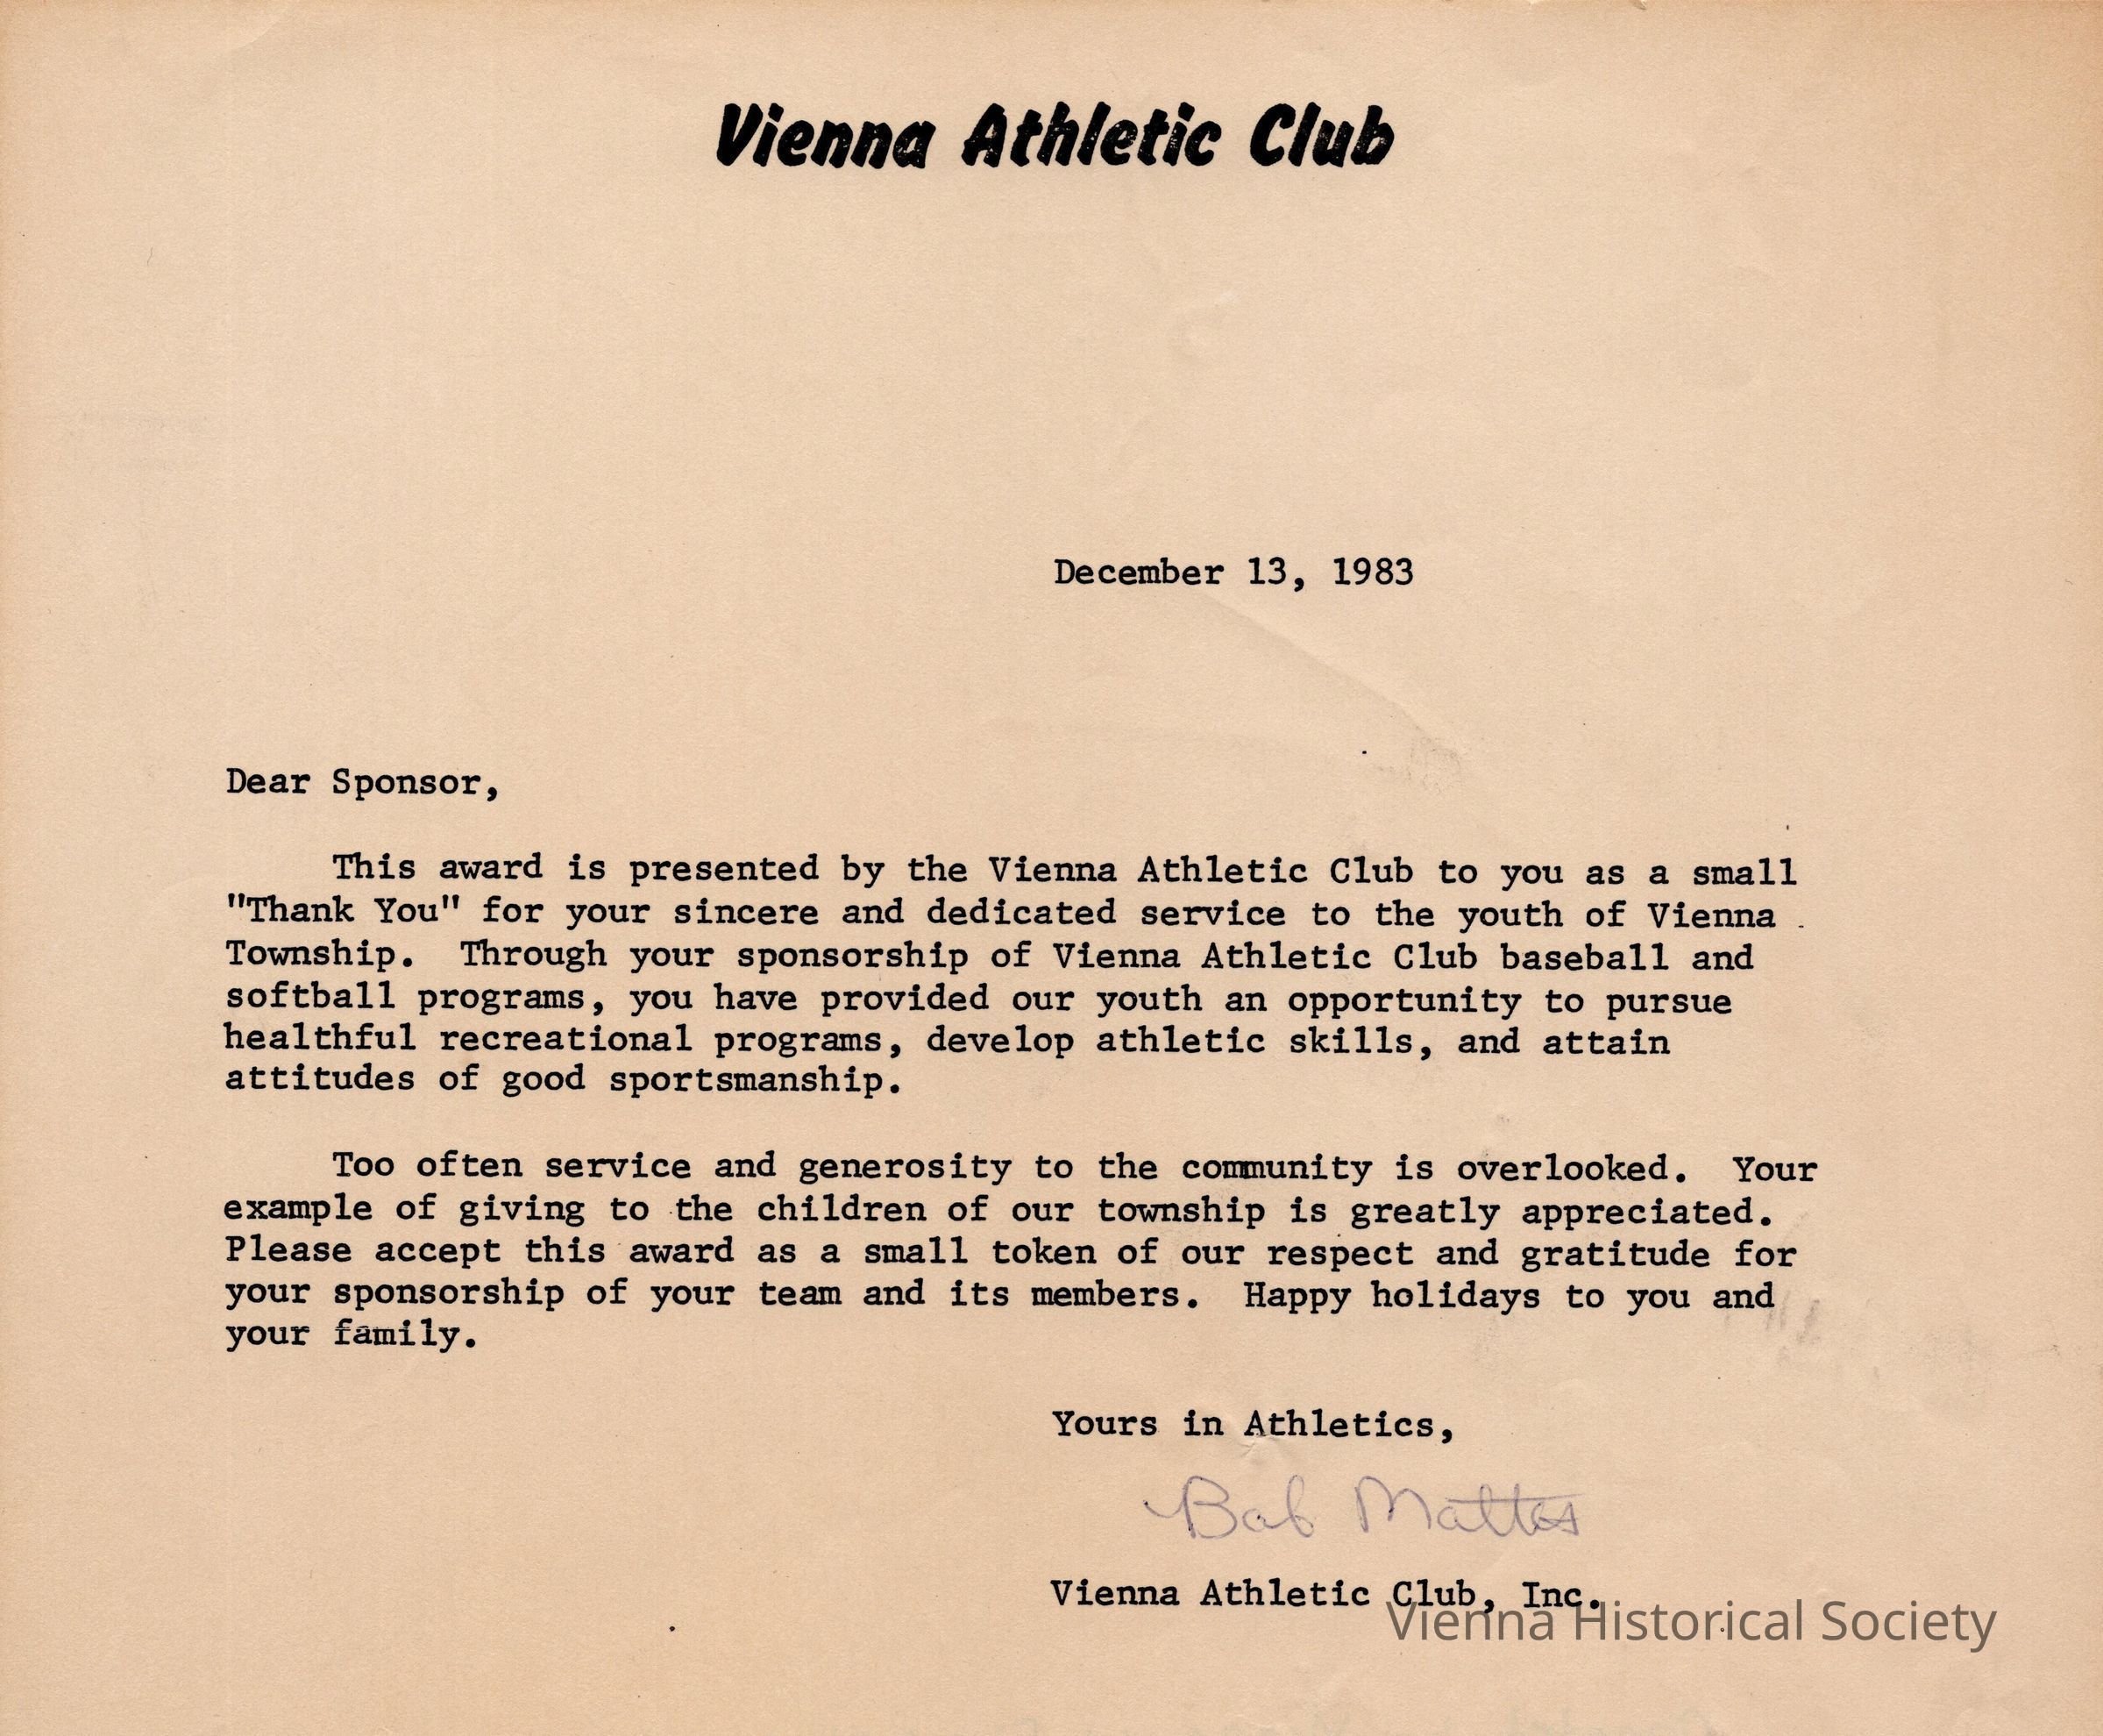 Vienna Athletic Club
December 13, 1983
Dear Sponsor,
This award is presented by the Vienna Athletic Club to you as a small
"Thank You" for your sincere and dedicated service to the youth of Vienna
Township.  Through your sponsorship of Vienna Athletic Club baseball and
softball programs, you have provided our youth an opportunity to pursue
healthful recreational programs, develop athletic skills, and attain
attitudes of good sportsmanship.
Too often service and generosity to the community is overlooked.  Your
example of giving to the children of our township is greatly appreciated.
Please accept this award as a small token of our respect and gratitude for
your sponsorship of your team and its members.  Happy holidays to you and
your family.
Yours in Athletics,
Bob Mattes
Vienna Athletic Club, Inc.
Vienna Historical Society